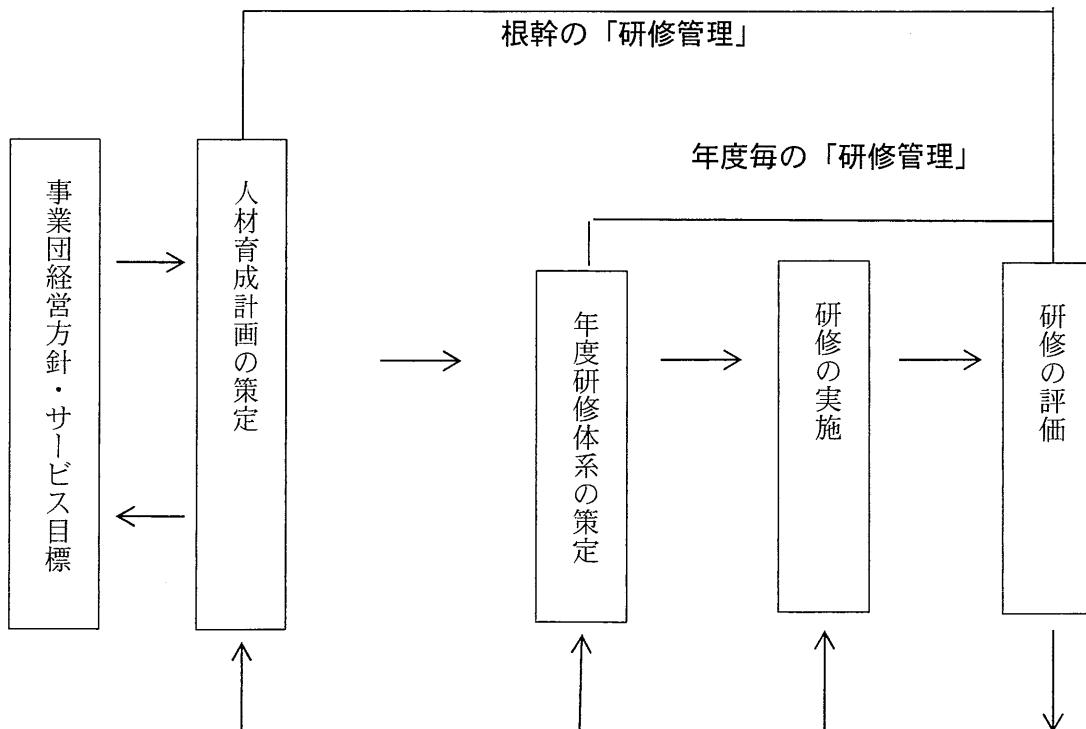 根幹の「研修管理」
年度毎の「研修管理」
事業団経営方針・サービス目標
人材育成計画の策定
年度研修体系の策定
研修の実施
研修の評価